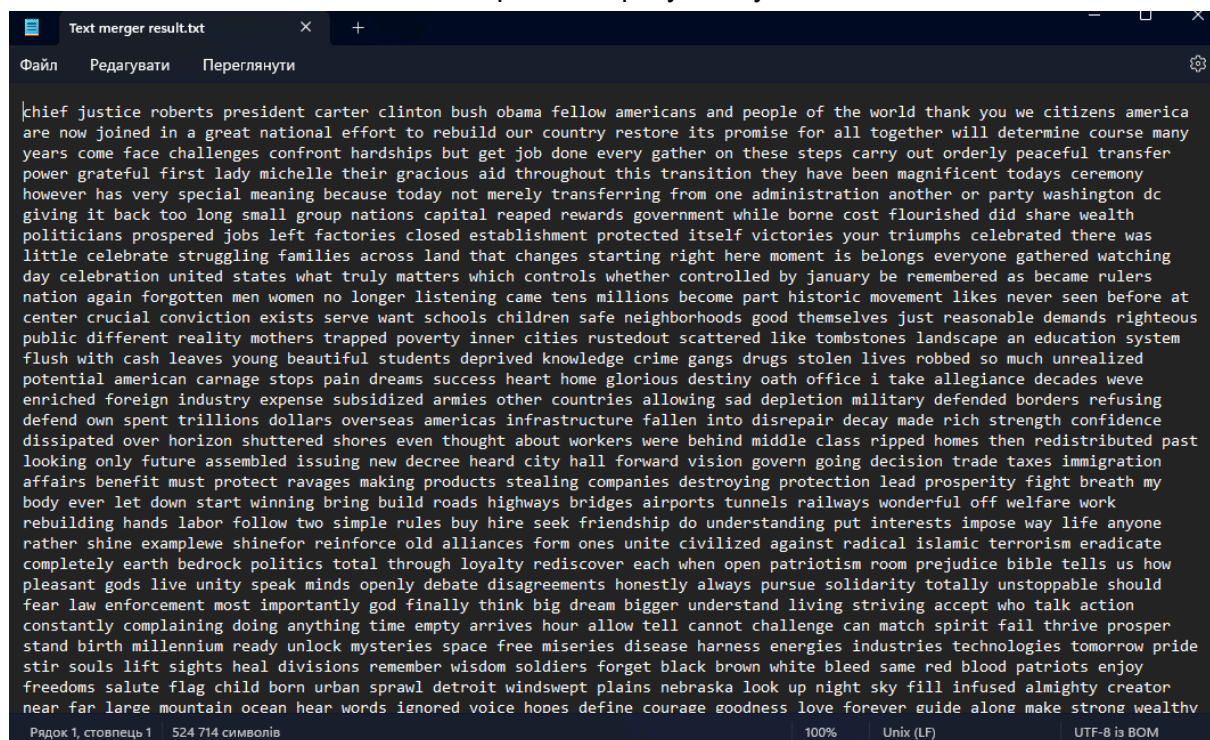 Text merger result.txt
Файл Редагувати Переглянути
chief justice roberts president carter clinton bush obama fellow americans and people of the world thank you we citizens america
are now joined in a great national effort to rebuild our country restore its promise for all together will determine course many
years come face challenges confront hardships but get job done every gather on these steps carry out orderly peaceful transfer
power grateful first lady michelle their gracious aid throughout this transition they have been magnificent todays ceremony
however has very special meaning because today not merely transferring from one administration another or party washington dc
giving it back too long small group nations capital reaped rewards government while borne cost flourished did share wealth
politicians prospered jobs left factories closed establishment protected itself victories your triumphs celebrated there was
little celebrate struggling families across land that changes starting right here moment is belongs everyone gathered watching
day celebration united states what truly matters which controls whether controlled by january be remembered as became rulers
nation again forgotten men women no longer listening came tens millions become part historic movement likes never seen before at
center crucial conviction exists serve want schools children safe neighborhoods good themselves just reasonable demands righteous
public different reality mothers trapped poverty inner cities rustedout scattered like tombstones landscape an education system
flush with cash leaves young beautiful students deprived knowledge crime gangs drugs stolen lives robbed so much unrealized
potential american carnage stops pain dreams success heart home glorious destiny oath office i take allegiance decades weve
enriched foreign industry expense subsidized armies other countries allowing sad depletion military defended borders refusing
defend own spent trillions dollars overseas americas infrastructure fallen into disrepair decay made rich strength confidence
dissipated over horizon shuttered shores even thought about workers were behind middle class ripped homes then redistributed past
looking only future assembled issuing new decree heard city hall forward vision govern going decision trade taxes immigration
affairs benefit must protect ravages making products stealing companies destroying protection lead prosperity fight breath my
body ever let down start winning bring build roads highways bridges airports tunnels railways wonderful off welfare work
rebuilding hands labor follow two simple rules buy hire seek friendship do understanding put interests impose way life anyone
rather shine examplewe shinefor reinforce old alliances form ones unite civilized against radical islamic terrorism eradicate
completely earth bedrock politics total through loyalty rediscover each when open patriotism room prejudice bible tells us how
pleasant gods live unity speak minds openly debate disagreements honestly always pursue solidarity totally unstoppable should
fear law enforcement most importantly god finally think big dream bigger understand living striving accept who talk action
constantly complaining doing anything time empty arrives hour allow tell cannot challenge can match spirit fail thrive prosper
stand birth millennium ready unlock mysteries space free miseries disease harness energies industries technologies tomorrow pride
stir souls lift sights heal divisions remember wisdom soldiers forget black brown white bleed same red blood patriots enjoy
freedoms salute flag child born urban sprawl detroit windswept plains nebraska look up night sky fill infused almighty creator
near far large mountain ocean hear words ignored voice hopes define courage goodness love forever guide along make strong wealthy
Рядок 1, стовпець 1 524 714 символів 100% Unix (LF) UTF-8 із BOM